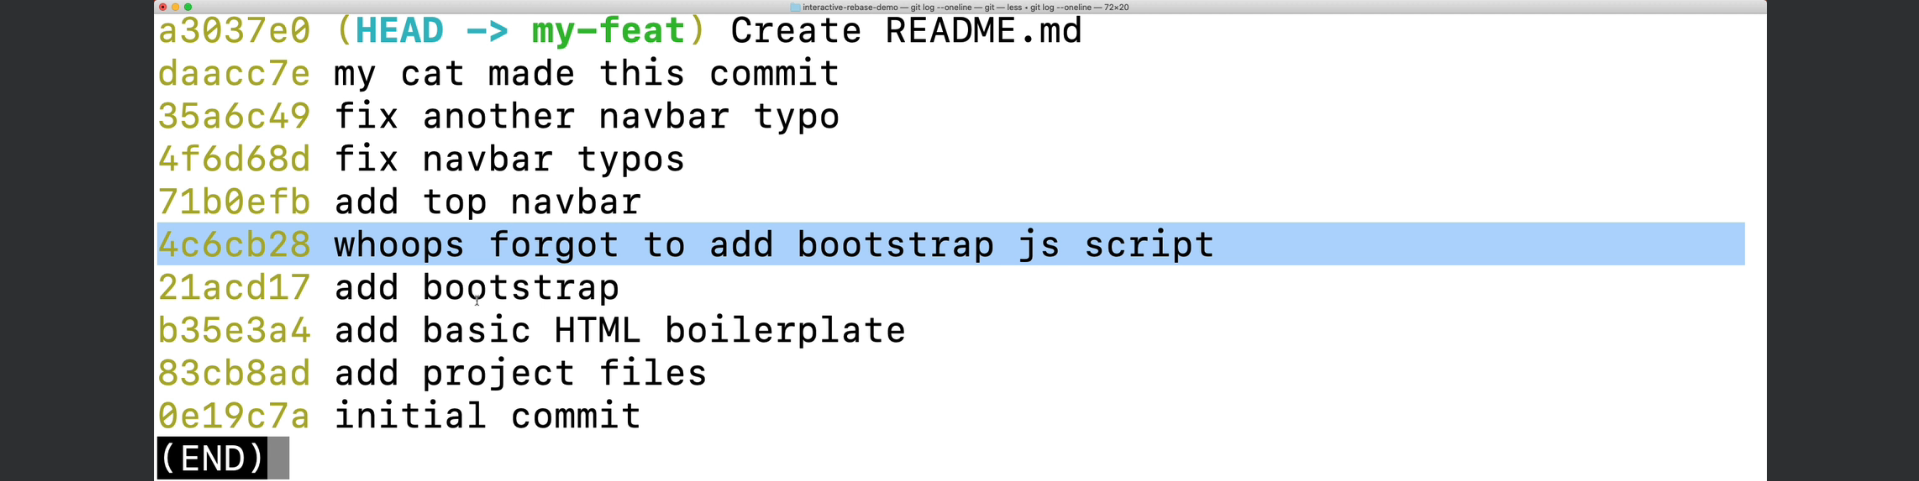 interactive-rebase-demo — git log --oneline — git — less • git log --oneline — 72×20
a3037e0 (HEAD -> my-feat) Create README.md
daacc7e my cat made this commit
35a6c49 fix another navbar typo
4f6d68d fix navbar typos
71b0efb add top navbar
4c6cb28 whoops forgot to add bootstrap js script
21acd17 add bootstrap
b35e3a4 add basic HTML boilerplate
83cb8ad add project files
0e19c7a initial commit
(END)